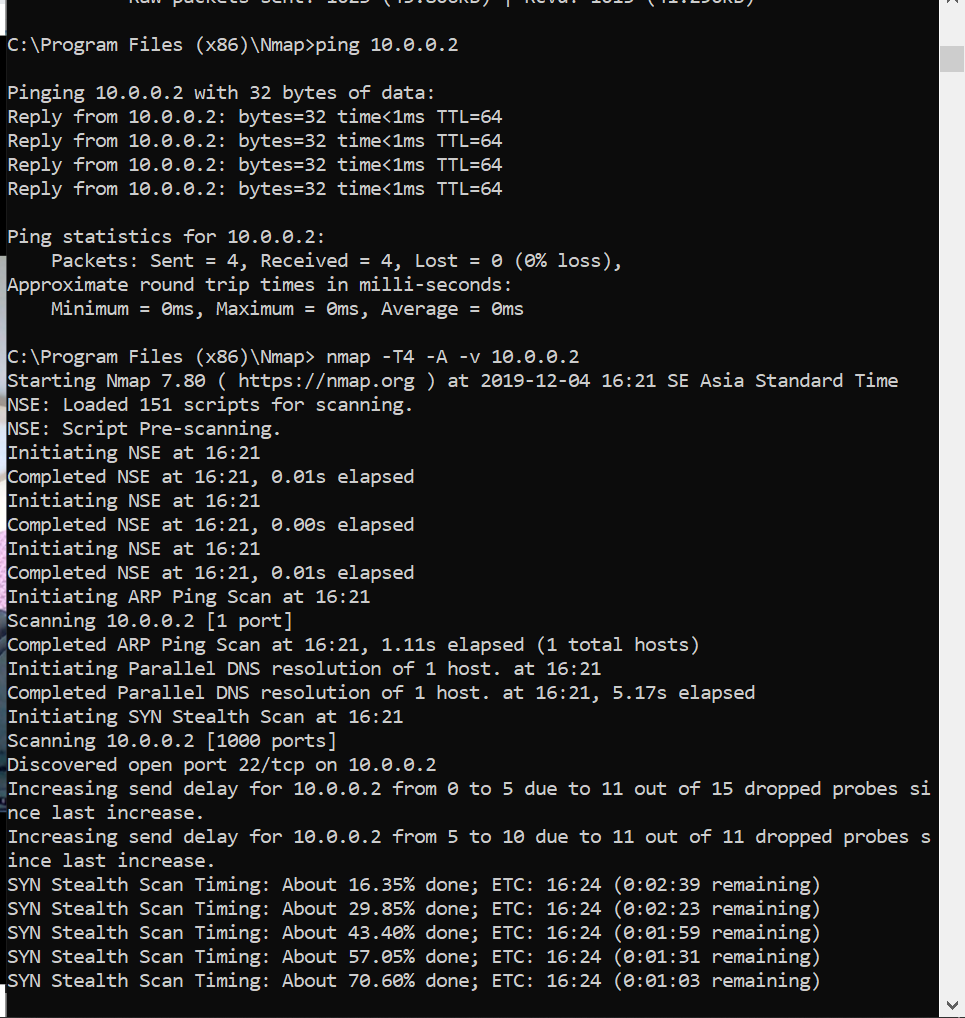 Raw packets sent: 1025 (45.806KB) | Rcvd: 1015 (41.290KB)
C:\Program Files (x86)\Nmap>ping 10.0.0.2
Pinging 10.0.0.2 with 32 bytes of data:
Reply from 10.0.0.2: bytes=32 time<1ms TTL=64
Reply from 10.0.0.2: bytes=32 time<1ms TTL=64
Reply from 10.0.0.2: bytes=32 time<1ms TTL=64
Reply from 10.0.0.2: bytes=32 time<1ms TTL=64
Ping statistics for 10.0.0.2:
Packets: Sent = 4, Received = 4, Lost = 0 (0% loss),
Approximate round trip times in milli-seconds:
Minimum = 0ms, Maximum = 0ms, Average = 0ms
C:\Program Files (x86)\Nmap> nmap -T4 -A -v 10.0.0.2
Starting Nmap 7.80 ( https://nmap.org ) at 2019-12-04 16:21 SE Asia Standard Time
NSE: Loaded 151 scripts for scanning.
NSE: Script Pre-scanning.
Initiating NSE at 16:21
Completed NSE at 16:21, 0.01s elapsed
Initiating NSE at 16:21
Completed NSE at 16:21, 0.00s elapsed
Initiating NSE at 16:21
Completed NSE at 16:21, 0.01s elapsed
Initiating ARP Ping Scan at 16:21
Scanning 10.0.0.2 [1 port]
Completed ARP Ping Scan at 16:21, 1.11s elapsed (1 total hosts)
Initiating Parallel DNS resolution of 1 host. at 16:21
Completed Parallel DNS resolution of 1 host. at 16:21, 5.17s elapsed
Initiating SYN Stealth Scan at 16:21
Scanning 10.0.0.2 [1000 ports]
Discovered open port 22/tcp on 10.0.0.2
Increasing send delay for 10.0.0.2 from 0 to 5 due to 11 out of 15 dropped probes si
nce last increase.
Increasing send delay for 10.0.0.2 from 5 to 10 due to 11 out of 11 dropped probes s
ince last increase.
SYN Stealth Scan Timing: About 16.35% done; ETC: 16:24 (0:02:39 remaining)
SYN Stealth Scan Timing: About 29.85% done; ETC: 16:24 (0:02:23 remaining)
SYN Stealth Scan Timing: About 43.40% done; ETC: 16:24 (0:01:59 remaining)
SYN Stealth Scan Timing: About 57.05% done; ETC: 16:24 (0:01:31 remaining)
SYN Stealth Scan Timing: About 70.60% done; ETC: 16:24 (0:01:03 remaining)